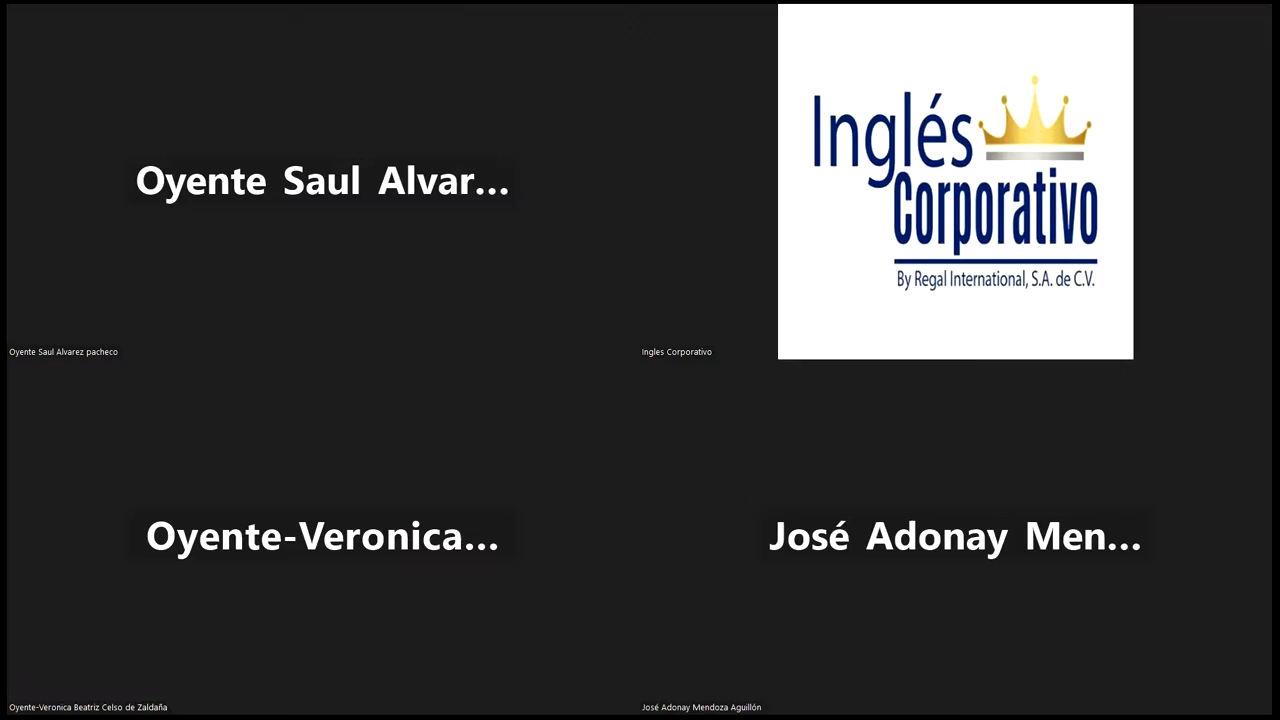 Oyente Saul Alvar...
Oyente Saul Alvarez pacheco
Inglés
Corporativo
By Regal International, S.A. de C.V.
Ingles Corporativo
Oyente-Veronica...
Oyente-Veronica Beatriz Celso de Zaldaña
José Adonay Men...
José Adonay Mendoza Aguillón